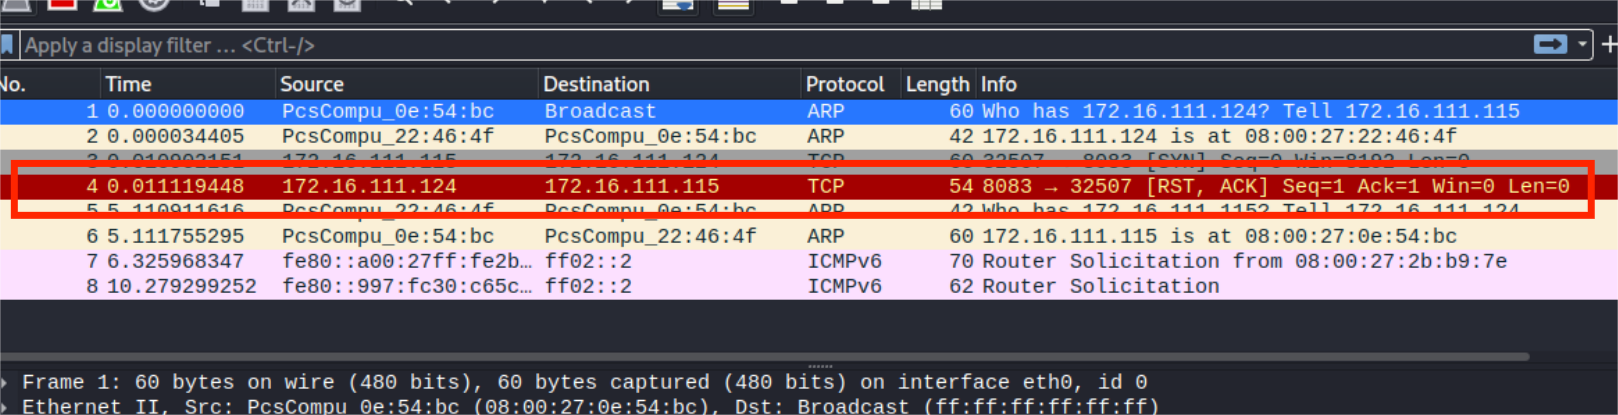 Apply a display filter ... <Ctrl-/>
No. Time Source Destination Protocol Length Info
1 0.000000000 PcsCompu_0e:54:bc Broadcast ARP 60 Who has 172.16.111.124? Tell 172.16.111.115
2 0.000034405 PcsCompu_22:46:4f PcsCompu_0e:54:bc ARP 42 172.16.111.124 is at 08:00:27:22:46:4f
3 0.010902151 172.16.111.115 172.16.111.124 TCP 60 32507 → 8083 [SYN] Seq=0 Win=8192 Len=0
4 0.011119448 172.16.111.124 172.16.111.115 TCP 54 8083 → 32507 [RST, ACK] Seq=1 Ack=1 Win=0 Len=0
5 5.110911616 PcsCompu_22:46:4f PcsCompu_0e:54:bc ARP 42 Who has 172.16.111.115? Tell 172.16.111.124
6 5.111755295 PcsCompu_0e:54:bc PcsCompu_22:46:4f ARP 60 172.16.111.115 is at 08:00:27:0e:54:bc
7 6.325968347 fe80::a00:27ff:fe2b… ff02::2 ICMPv6 70 Router Solicitation from 08:00:27:2b:b9:7e
8 10.279299252 fe80::997:fc30:c65c… ff02::2 ICMPv6 62 Router Solicitation
Frame 1: 60 bytes on wire (480 bits), 60 bytes captured (480 bits) on interface eth0, id 0
Ethernet II, Src: PcsCompu_0e:54:bc (08:00:27:0e:54:bc), Dst: Broadcast (ff:ff:ff:ff:ff:ff)